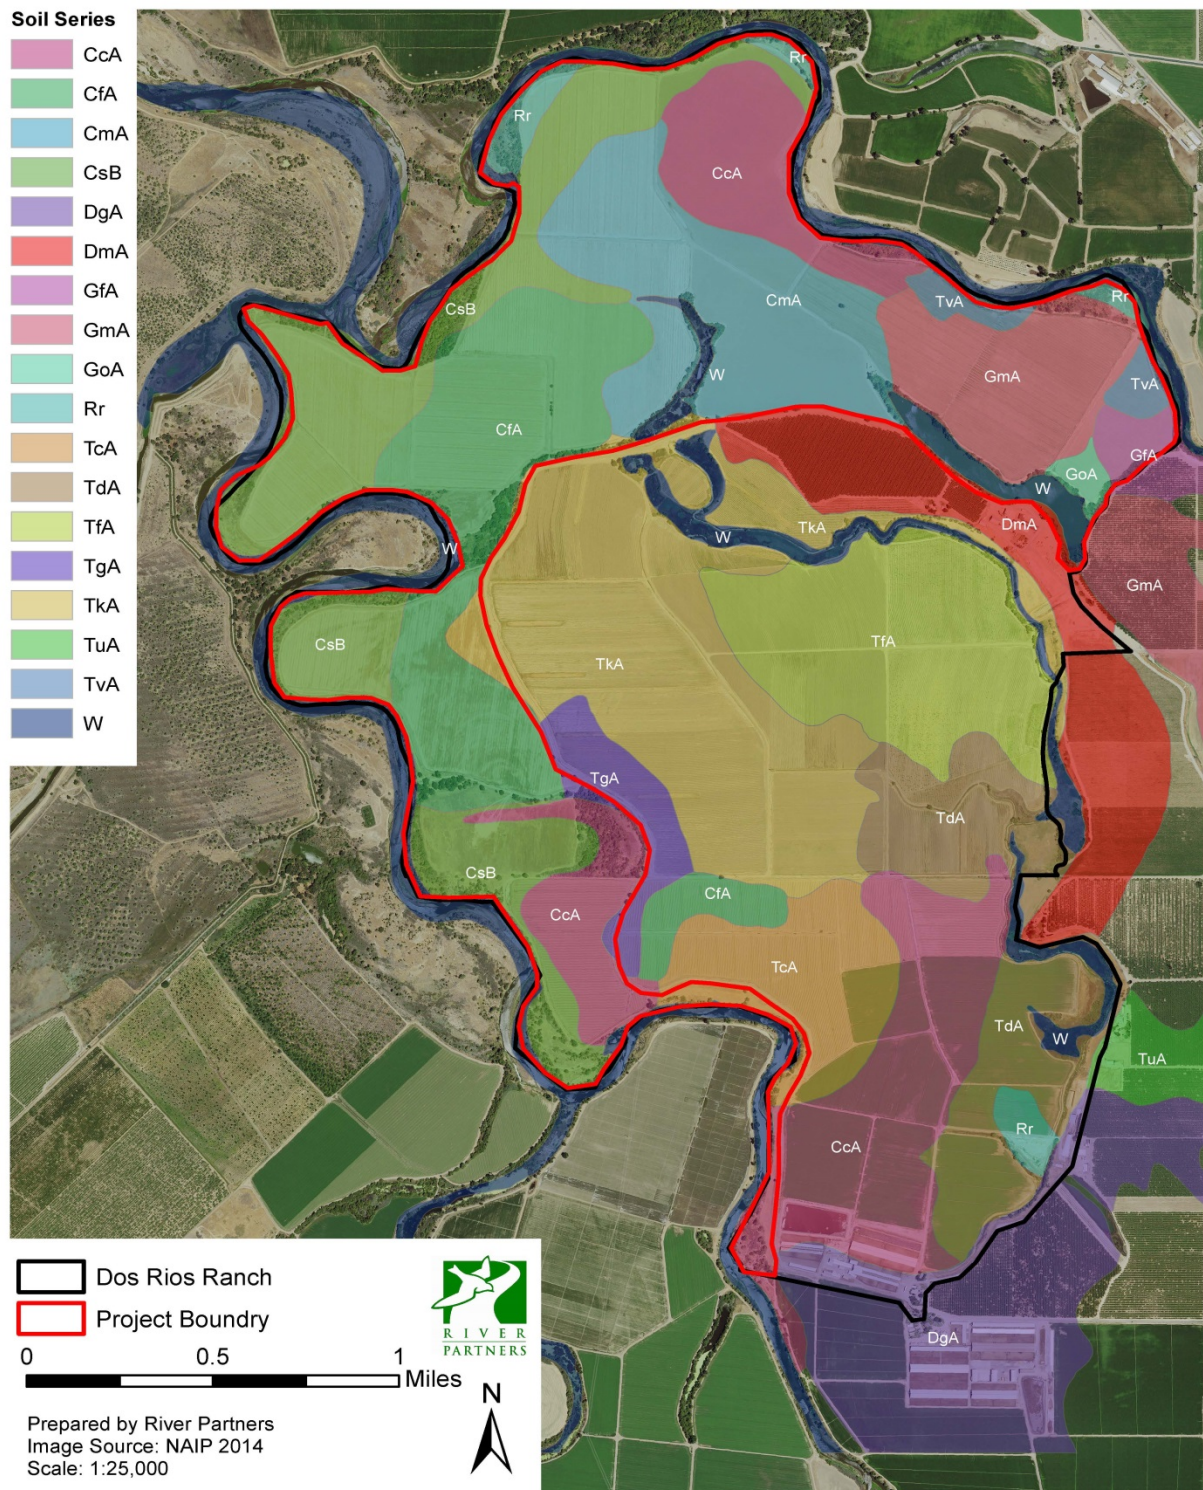 Soil Series
CcA
CfA
CmA
CsB
DgA
DmA
GfA
GmA
GoA
Rr
TcA
TdA
TfA
TgA
TkA
TuA
TvA
W
Rr
Rr
CcA
CsB
CmA
TvA
Rr
W
GmA
TvA
CfA
GfA
GoA
W
TkA
DmA
W
W
GmA
CsB
TkA
TfA
TgA
TdA
CsB
CfA
CcA
TcA
TdA
W
TuA
Rr
CcA
DgA
Dos Rios Ranch
Project Boundry
RIVER
PARTNERS
0 0.5 1
Miles
N
Prepared by River Partners
Image Source: NAIP 2014
Scale: 1:25,000